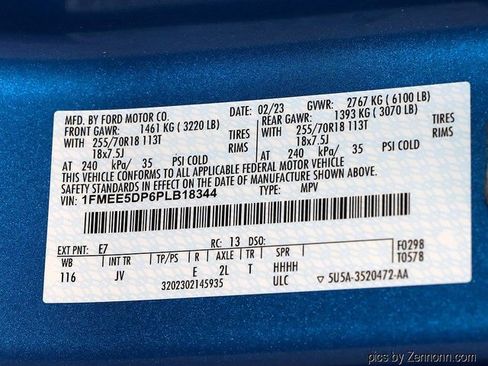 MFD. BY FORD MOTOR CO.
DATE: 02/23 GVWR: 2767 KG ( 6100 LB)
FRONT GAWR: 1461 KG ( 3220 LB) REAR GAWR: 1393 KG ( 3070 LB)
WITH 255/70R18 113T TIRES WITH 255/70R18 113T TIRES
18x7.5J RIMS 18x7.5J RIMS
AT 240 kPa/ 35 PSI COLD AT 240 kPa/ 35 PSI COLD
THIS VEHICLE CONFORMS TO ALL APPLICABLE FEDERAL MOTOR VEHICLE
SAFETY STANDARDS IN EFFECT ON THE DATE OF MANUFACTURE SHOWN ABOVE.
VIN: 1FMEE5DP6PLB18344 TYPE: MPV
EXT PNT: E7 RC: 13 DSO: F0298
WB INT TR TP/PS R AXLE TR SPR T0578
116 JV E 2L T HHHH
3202302145935 ULC 5U5A-3520472-AA
pics by Zennonn.com